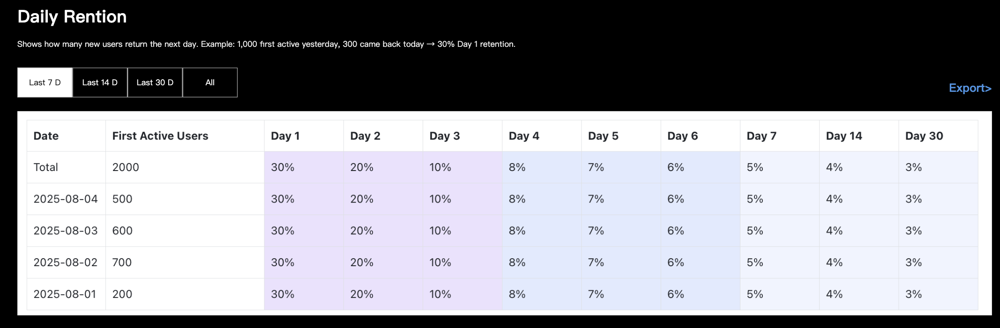 Daily Rention
Shows how many new users return the next day. Example: 1,000 first active yesterday, 300 came back today → 30% Day 1 retention.
Last 7 D Last 14 D Last 30 D All
Export>
Date First Active Users Day 1 Day 2 Day 3 Day 4 Day 5 Day 6 Day 7 Day 14 Day 30
Total 2000 30% 20% 10% 8% 7% 6% 5% 4% 3%
2025-08-04 500 30% 20% 10% 8% 7% 6% 5% 4% 3%
2025-08-03 600 30% 20% 10% 8% 7% 6% 5% 4% 3%
2025-08-02 700 30% 20% 10% 8% 7% 6% 5% 4% 3%
2025-08-01 200 30% 20% 10% 8% 7% 6% 5% 4% 3%